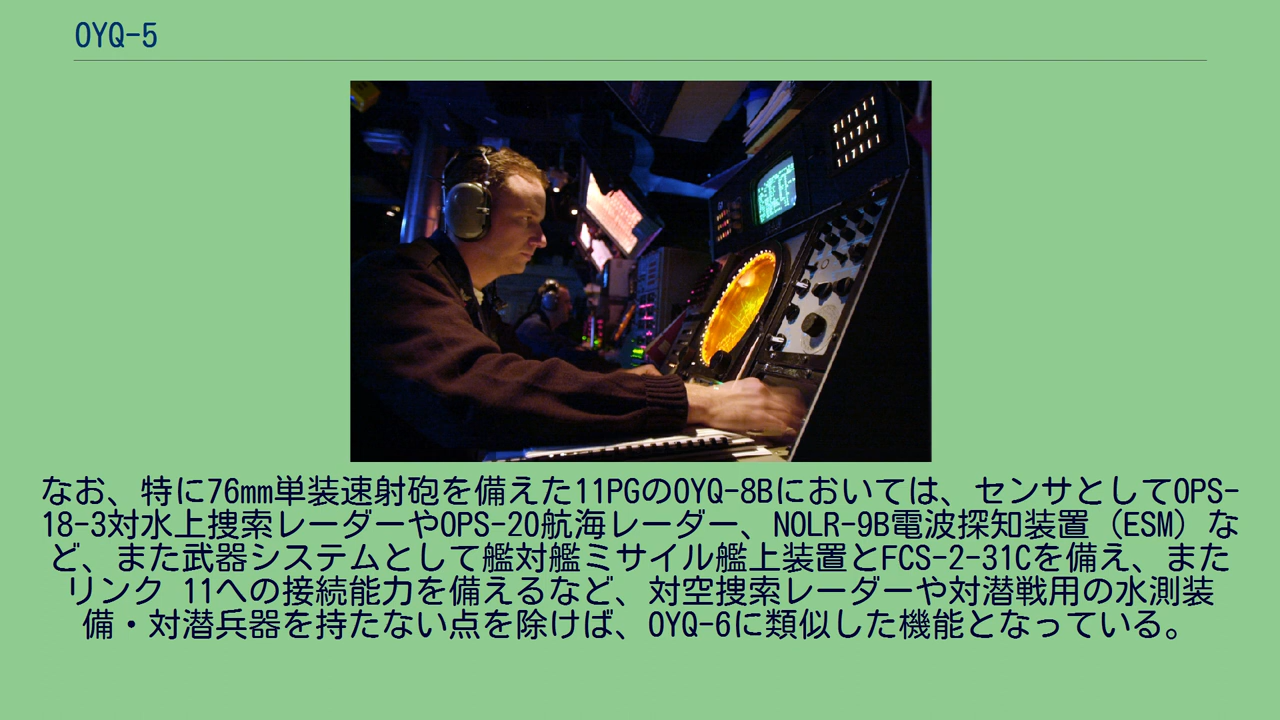 OYQ-5
なお、特に76mm単装速射砲を備えた11PGのOYQ-8Bにおいては、センサとしてOPS-
18-3対水上捜索レーダーやOPS-20航海レーダー、NOLR-9B電波探知装置（ESM）な
ど、また武器システムとして艦対艦ミサイル艦上装置とFCS-2-31Cを備え、また
リンク 11への接続能力を備えるなど、対空捜索レーダーや対潜戦用の水測装
備・対潜兵器を持たない点を除けば、OYQ-6に類似した機能となっている。